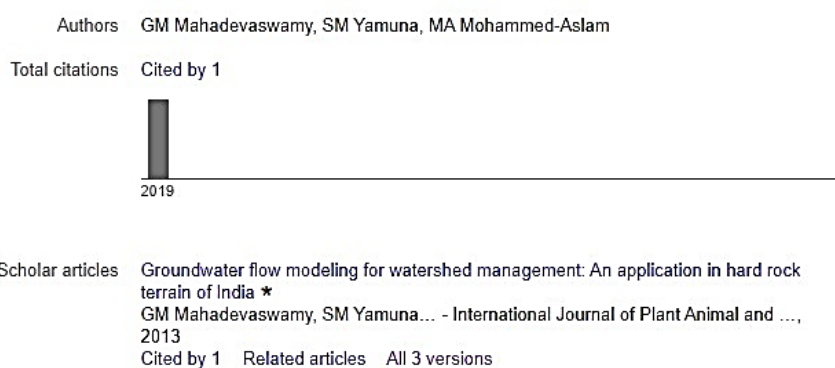 Authors GM Mahadevaswamy, SM Yamuna, MA Mohammed-Aslam
Total citations Cited by 1
2019
Scholar articles Groundwater flow modeling for watershed management: An application in hard rock
terrain of India *
GM Mahadevaswamy, SM Yamuna... - International Journal of Plant Animal and ...,
2013
Cited by 1 Related articles All 3 versions